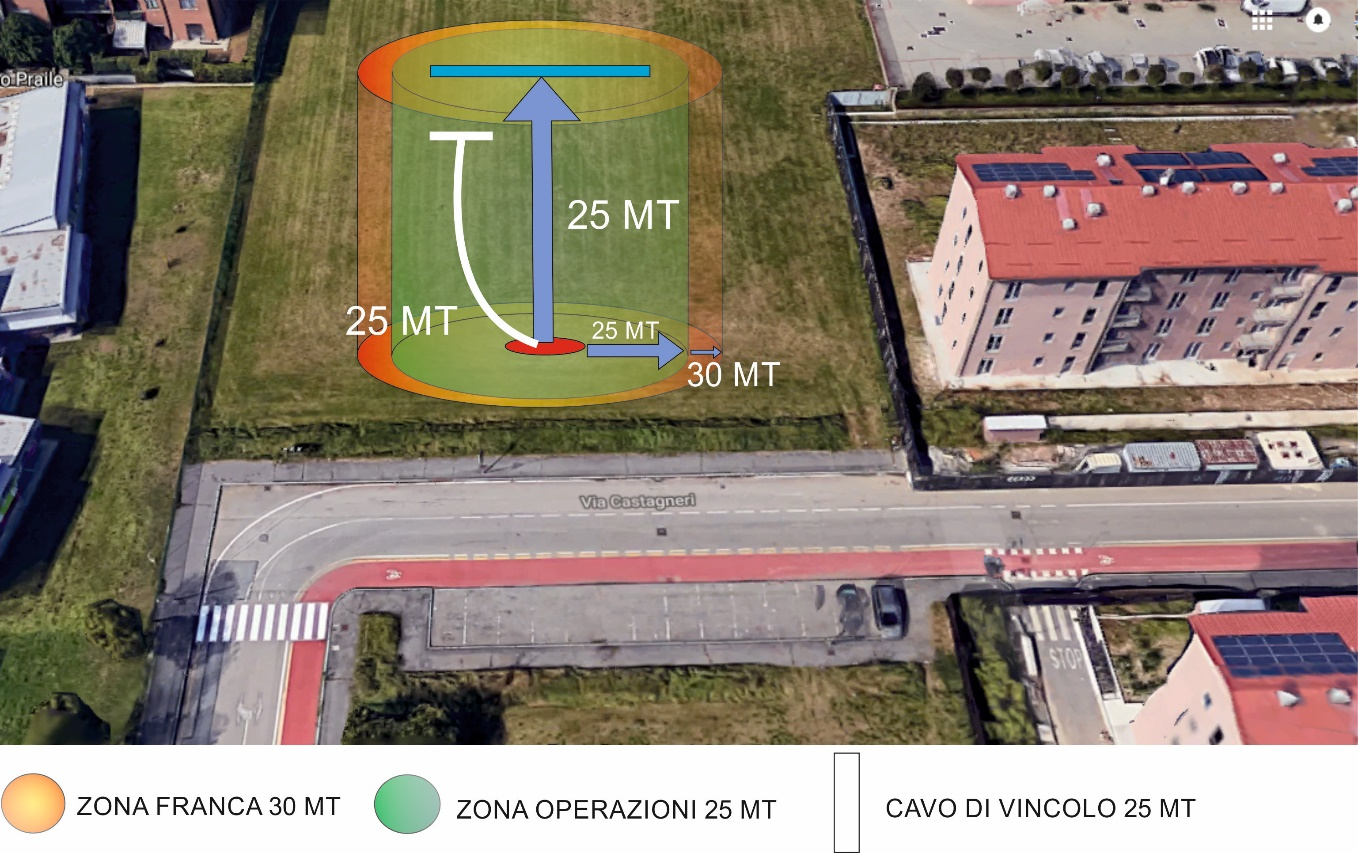 o Praile
25 MT
25 MT
25 MT
30 MT
Via Castagneri
STOP
ZONA FRANCA 30 MT
ZONA OPERAZIONI 25 MT
CAVO DI VINCOLO 25 MT